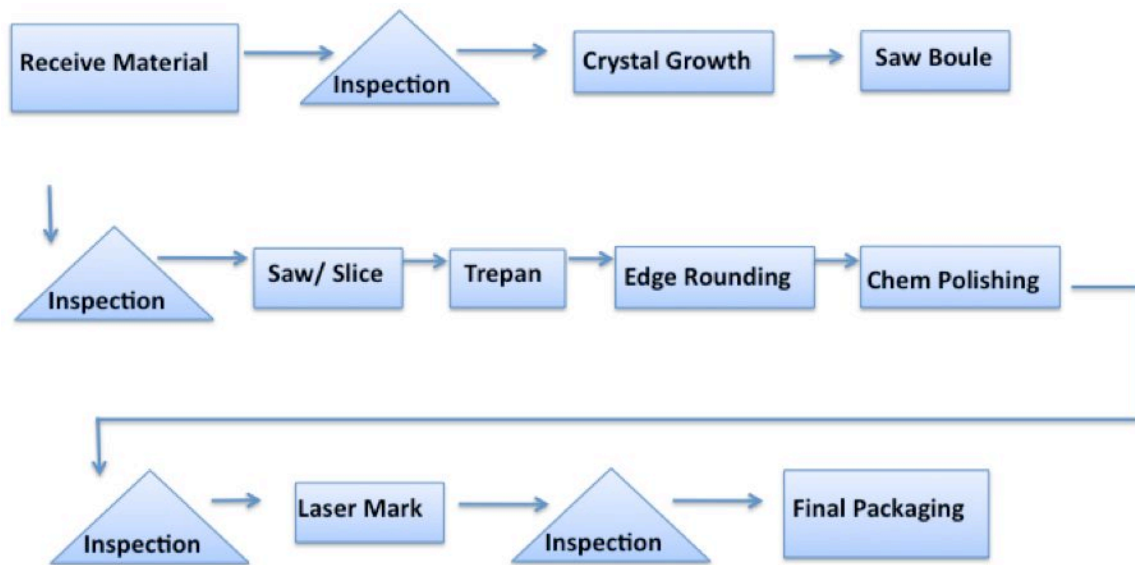 Receive Material
Inspection
Crystal Growth
Saw Boule
Inspection
Saw/ Slice
Trepan
Edge Rounding
Chem Polishing
Inspection
Laser Mark
Inspection
Final Packaging